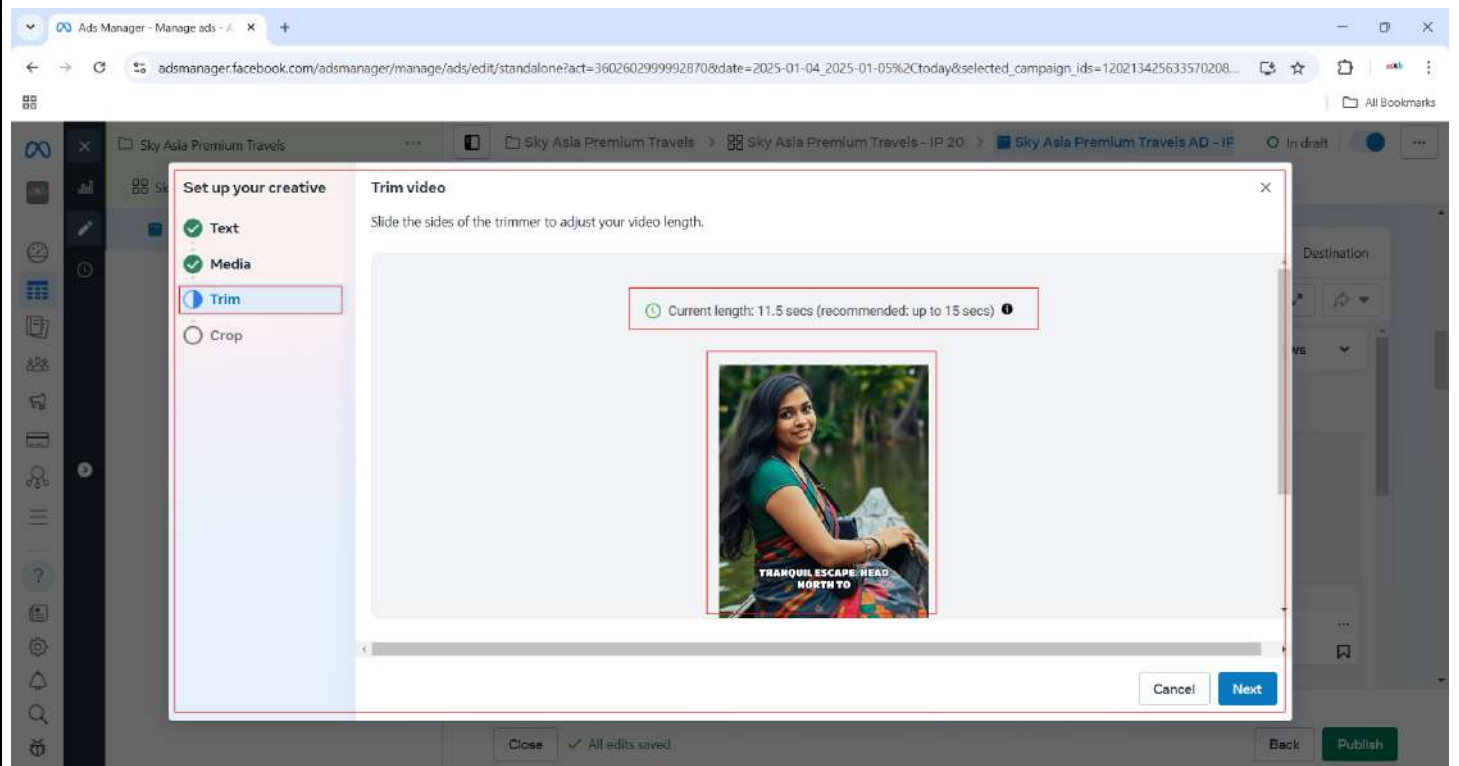 Ads Manager - Manage ads - A
adsmanager.facebook.com/adsmanager/manage/ads/edit/standalone?act=3602602999992870&date=2025-01-04_2025-01-05%2Ctoday&selected_campaign_ids=120213425633570208...
All Bookmarks
Sky Asia Premium Travels
Sky Asia Premium Travels > Sky Asia Premium Travels - IP 20 > Sky Asia Premium Travels AD - IF
In draft
Sk
Set up your creative
Text
Media
Trim
Crop
Trim video
Slide the sides of the trimmer to adjust your video length.
Current length: 11.5 secs (recommended: up to 15 secs)
TRANQUIL ESCAPE: HEAD
NORTH TO
Destination
ws
Cancel
Next
Close
All edits saved
Back
Publish